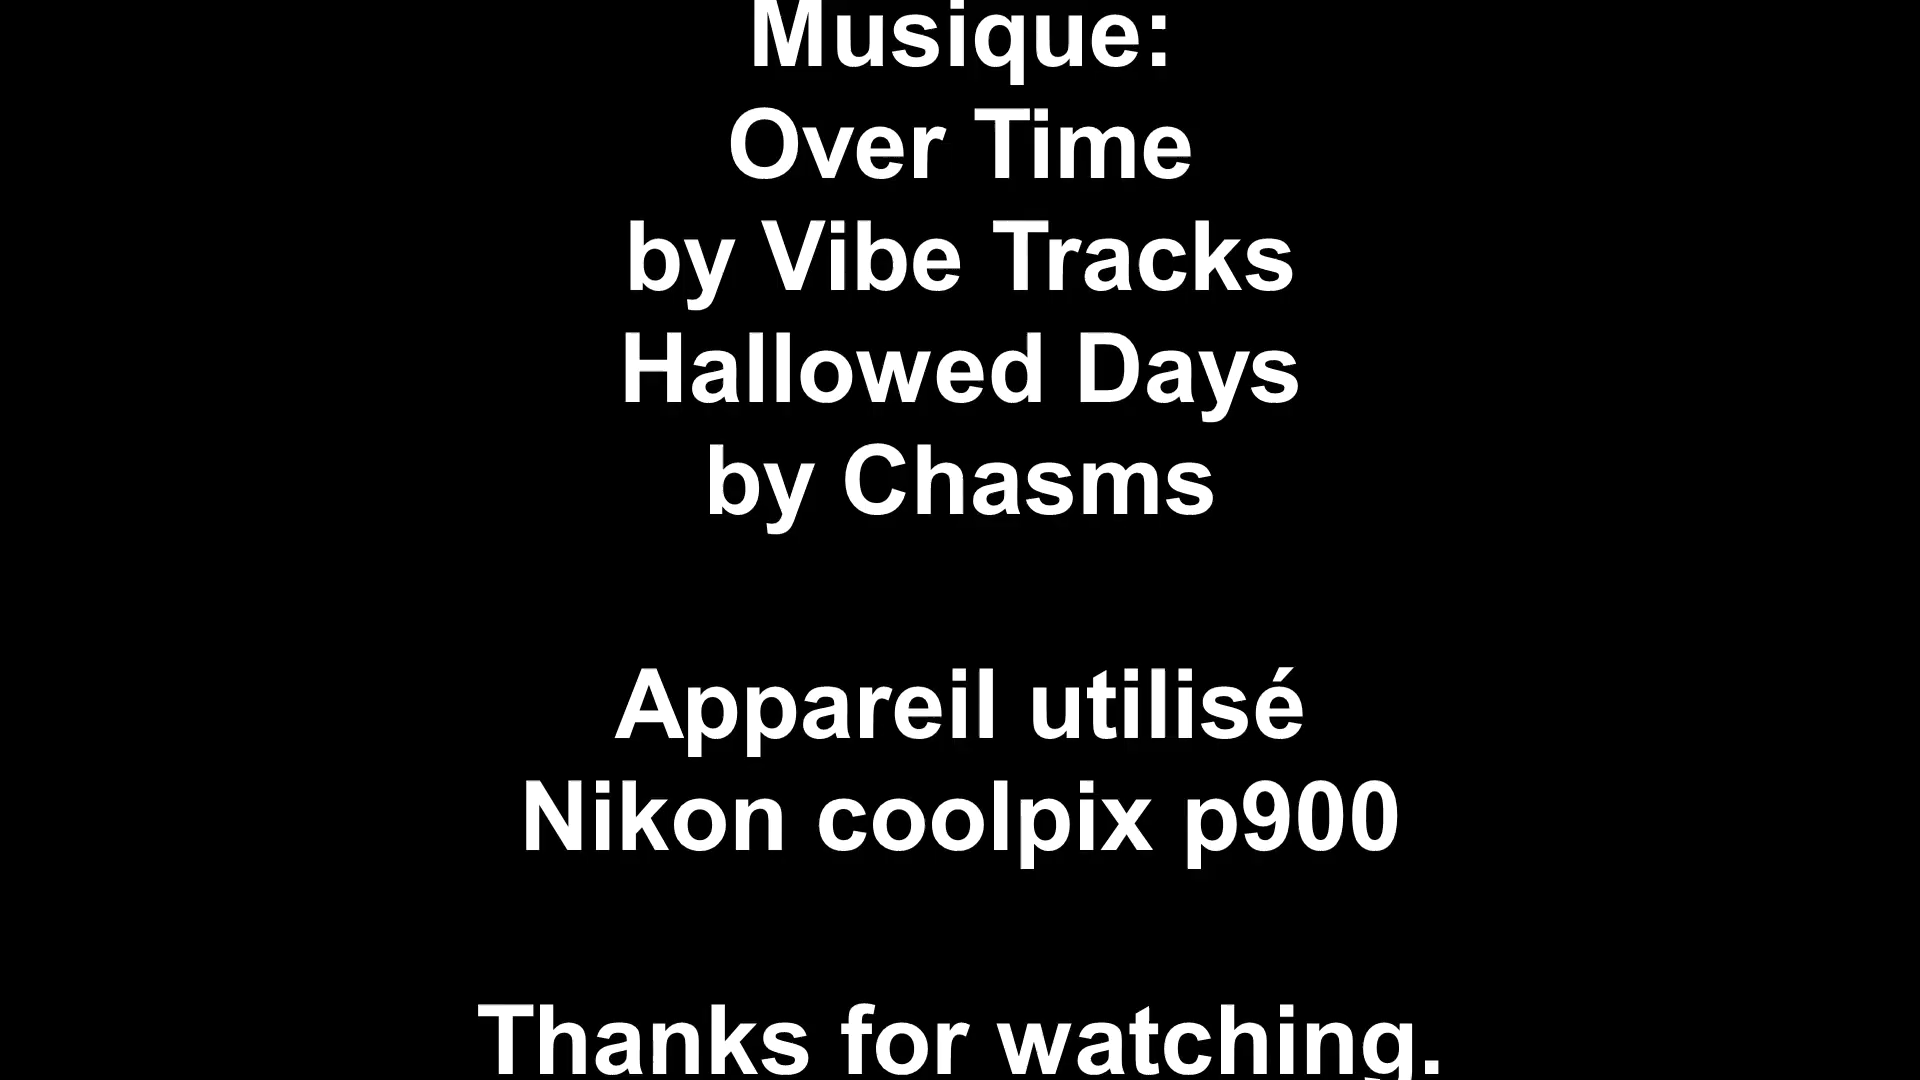 Musique:
Over Time
by Vibe Tracks
Hallowed Days
by Chasms
Appareil utilisé
Nikon coolpix p900
Thanks for watching.